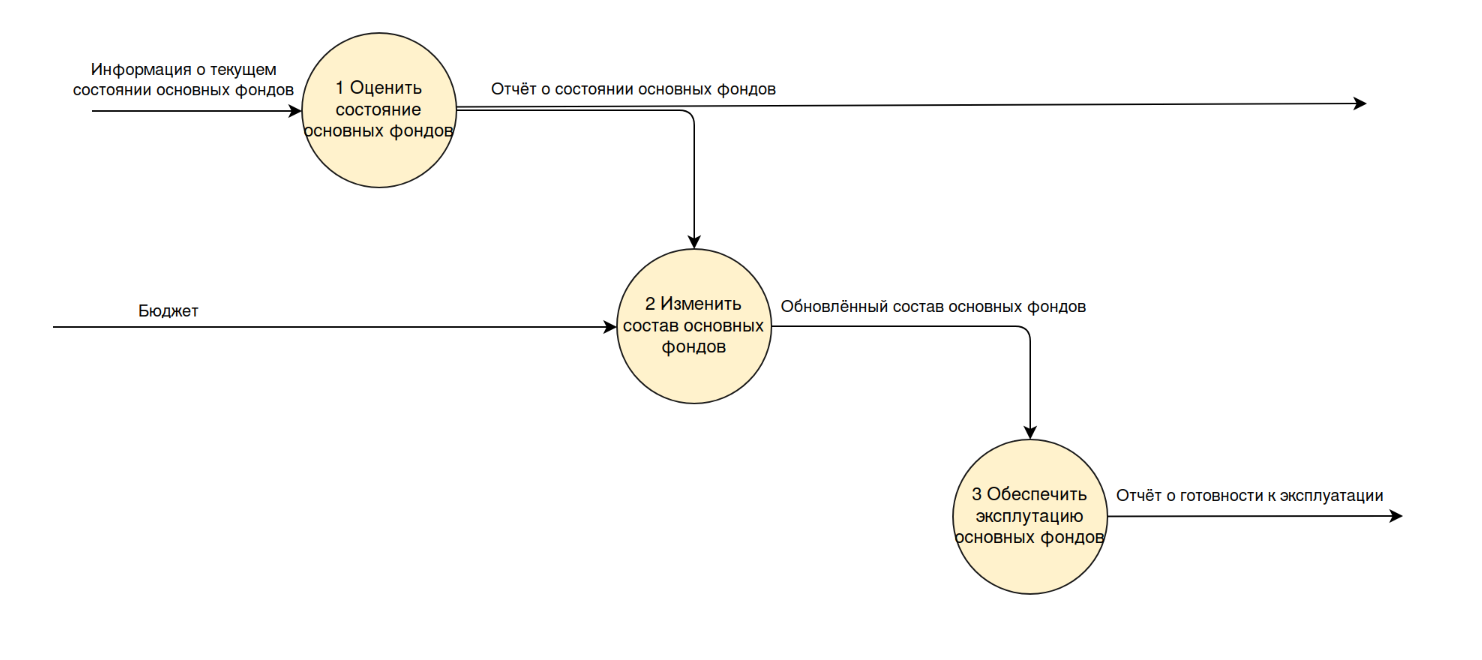 Информация о текущем
состоянии основных фондов
1 Оценить
состояние
основных фондов
Отчёт о состоянии основных фондов
Бюджет
2 Изменить
состав основных
фондов
Обновлённый состав основных фондов
3 Обеспечить
эксплутацию
основных фондов
Отчёт о готовности к эксплуатации